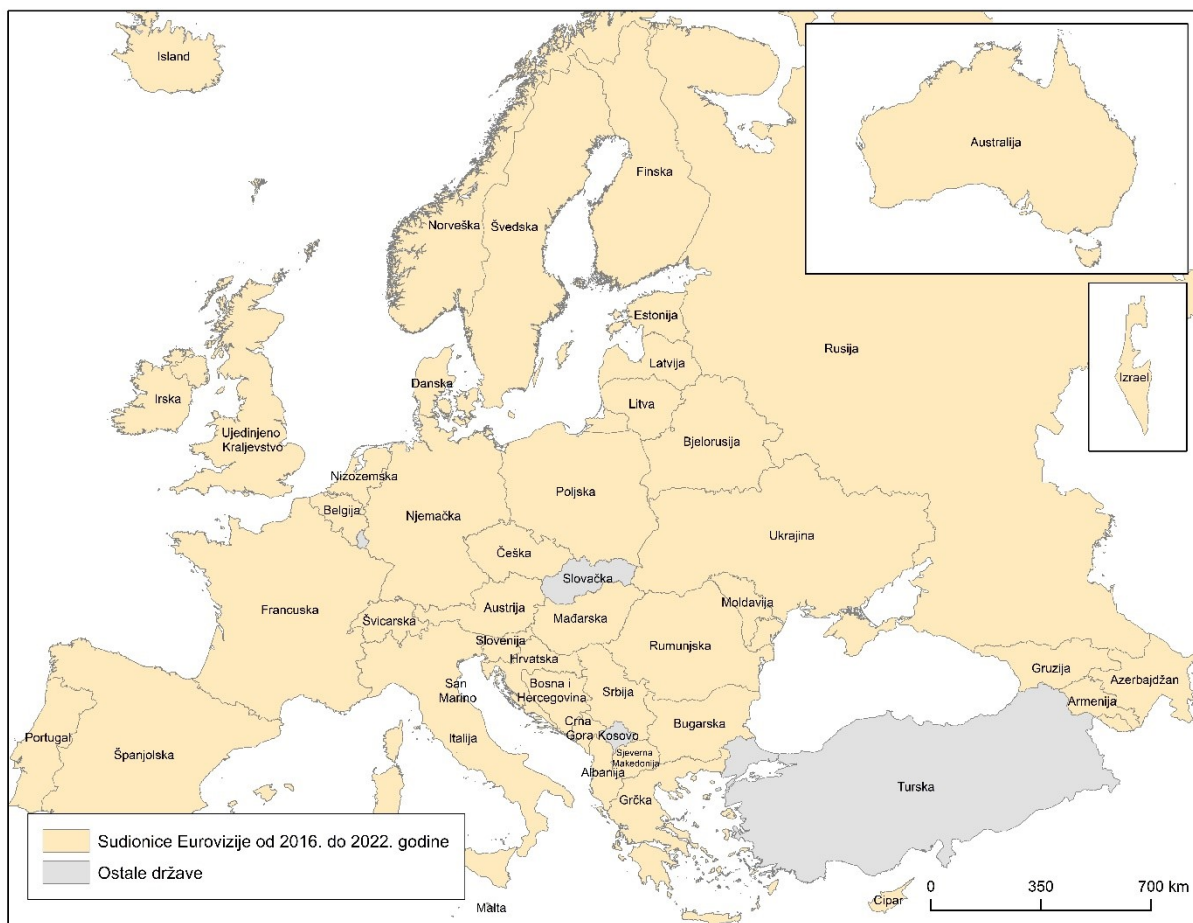 Island
Australija
Finska
Norveška
Švedska
Estonija
Rusija
Latvija
Izrael
Danska
Litva
Irska
Ujedinjeno
Kraljevstvo
Bjelorusija
Nizozemska
Poljska
Belgija
Njemačka
Ukrajina
Češka
Slovačka
Francuska
Austrija
Moldavija
Švicarska
Mađarska
Slovenija
Rumunjska
Hrvatska
Gruzija
San
Marino
Bosna i
Hercegovina
Srbija
Azerbajdžan
Armenija
Crna
Gora
Kosovo
Bugarska
Portugal
Španjolska
Italija
Sjeverna
Makedonija
Albanija
Turska
Grčka
Sudionice Eurovizije od 2016. do 2022. godine
Ostale države
Malta
Cipar
0 350 700 km